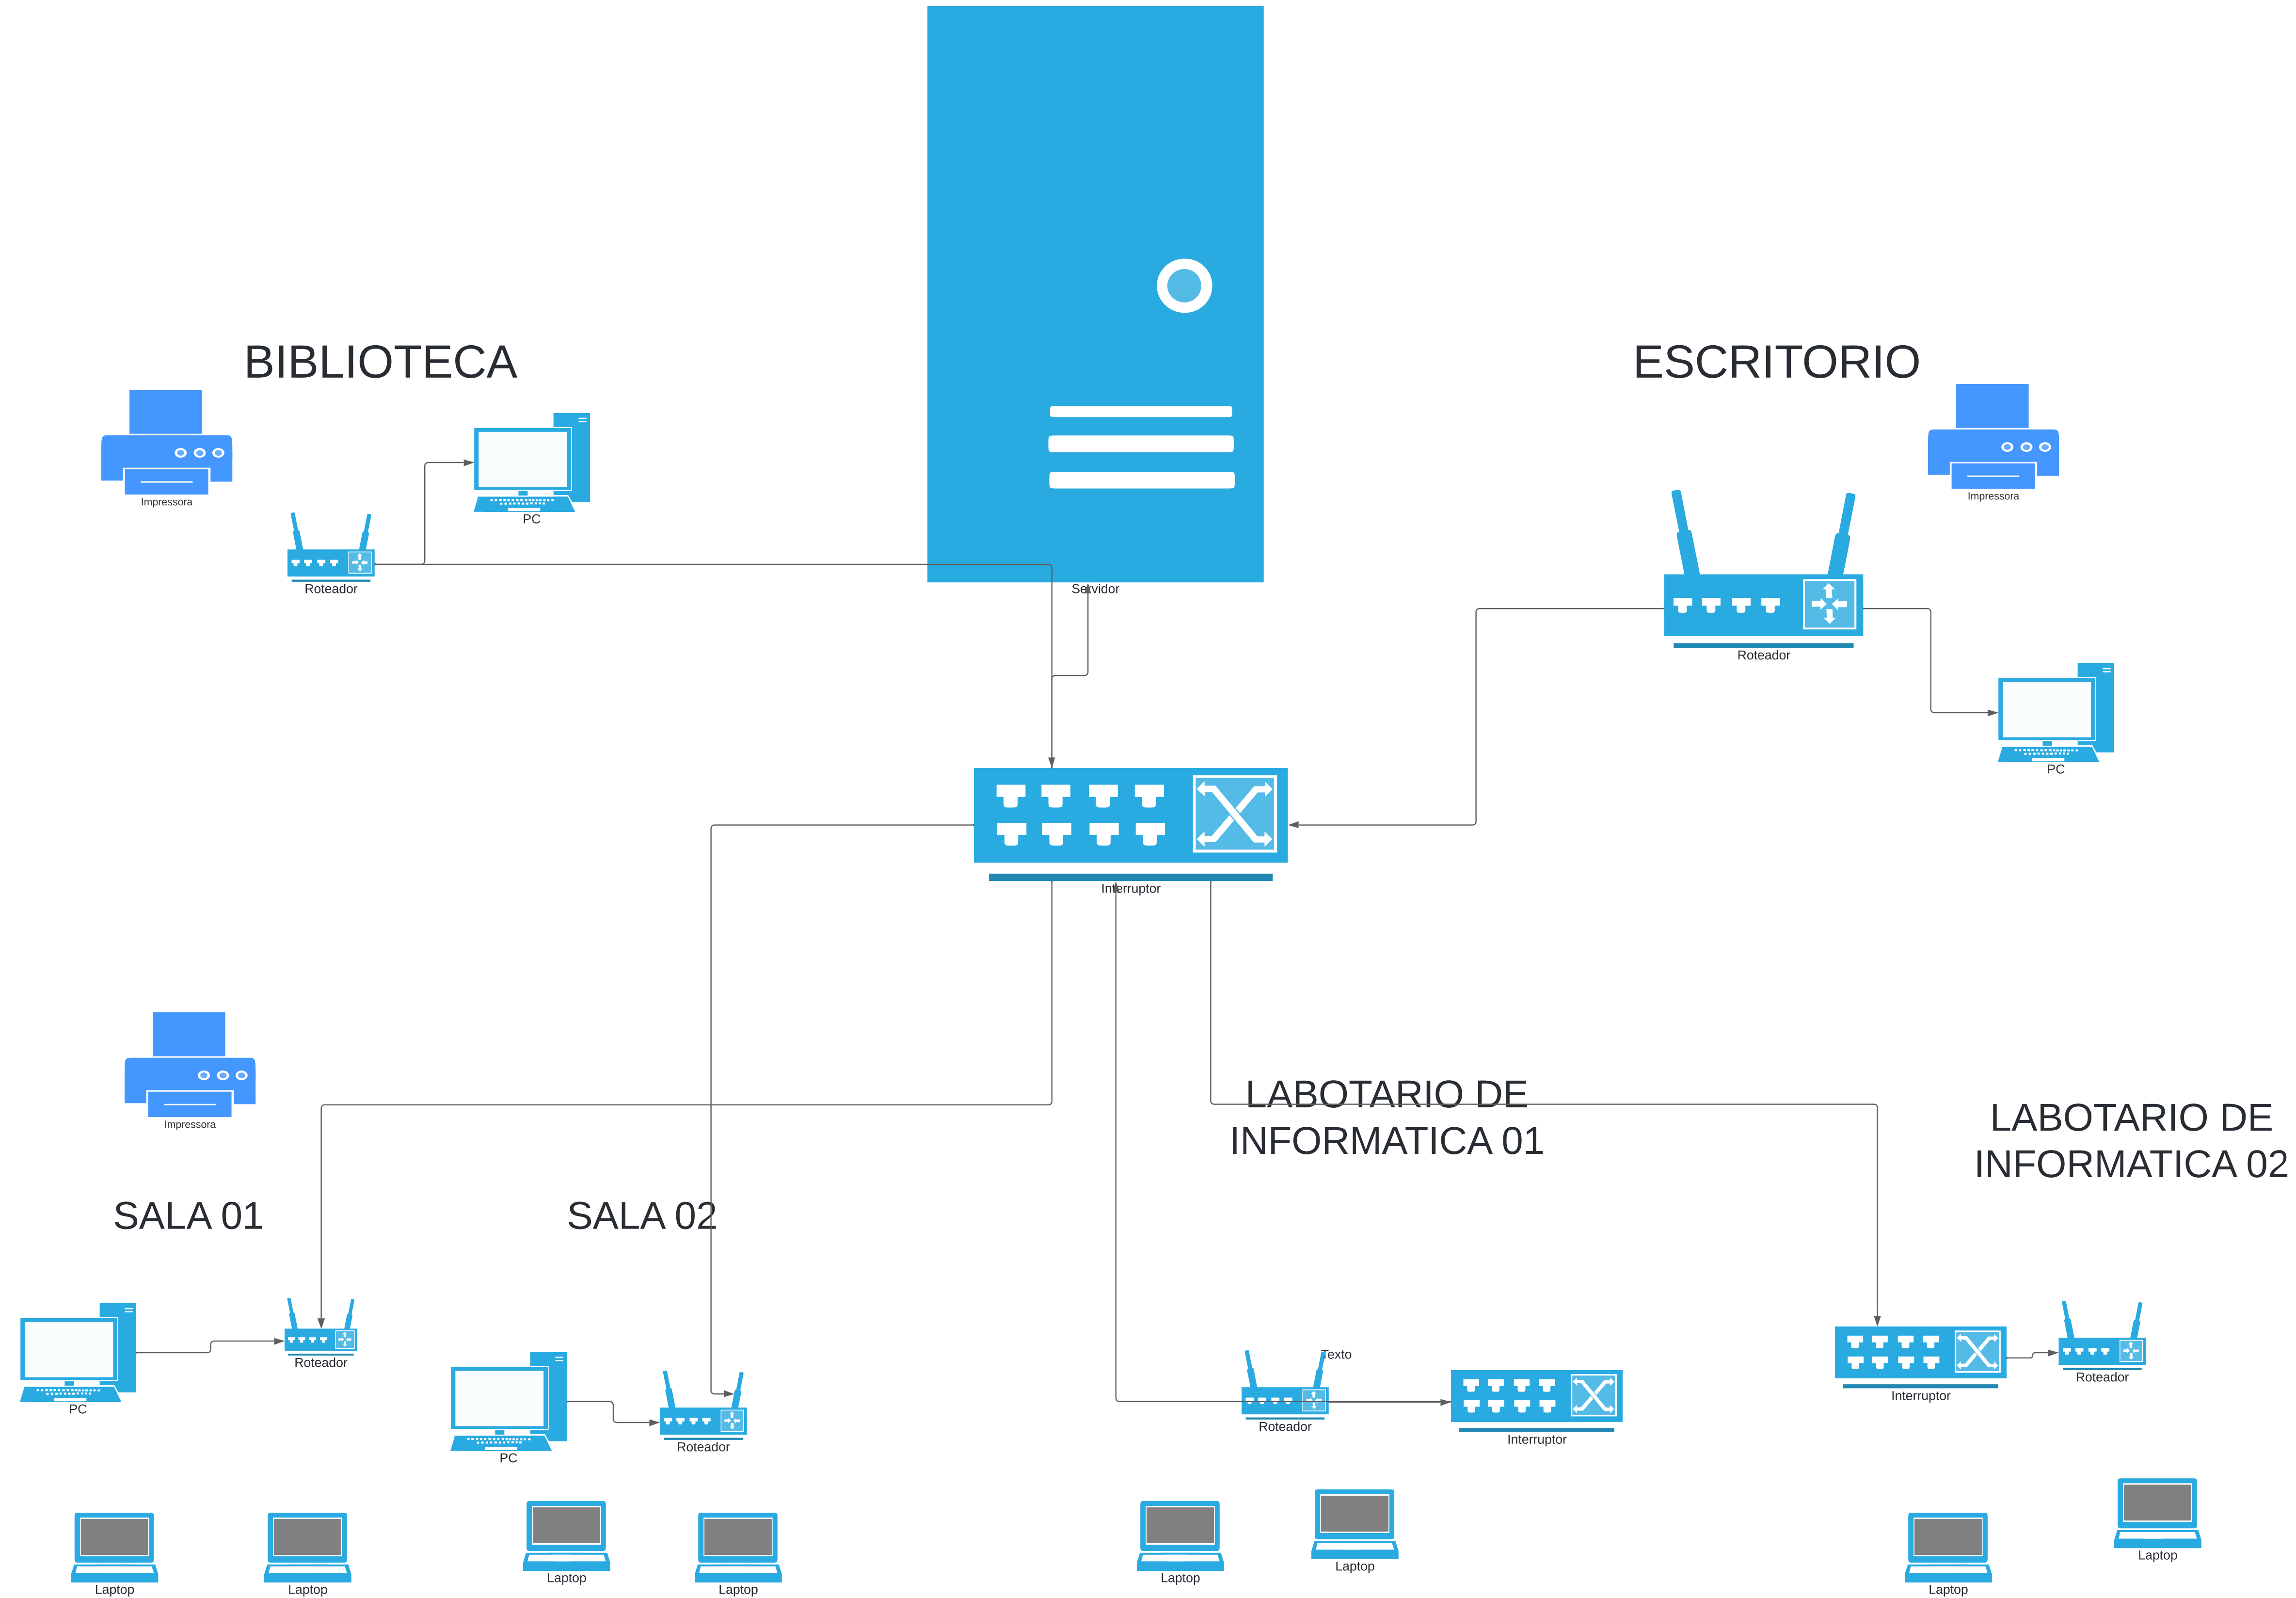 BIBLIOTECA
ESCRITORIO
Impressora
Impressora
PC
Roteador
Servidor
Roteador
PC
Interruptor
Impressora
LABOTARIO DE
INFORMATICA 01
LABOTARIO DE
INFORMATICA 02
SALA 01
SALA 02
Roteador
PC
Roteador
PC
Texto
Roteador
Interruptor
Interruptor
Roteador
Laptop
Laptop
Laptop
Laptop
Laptop
Laptop
Laptop
Laptop